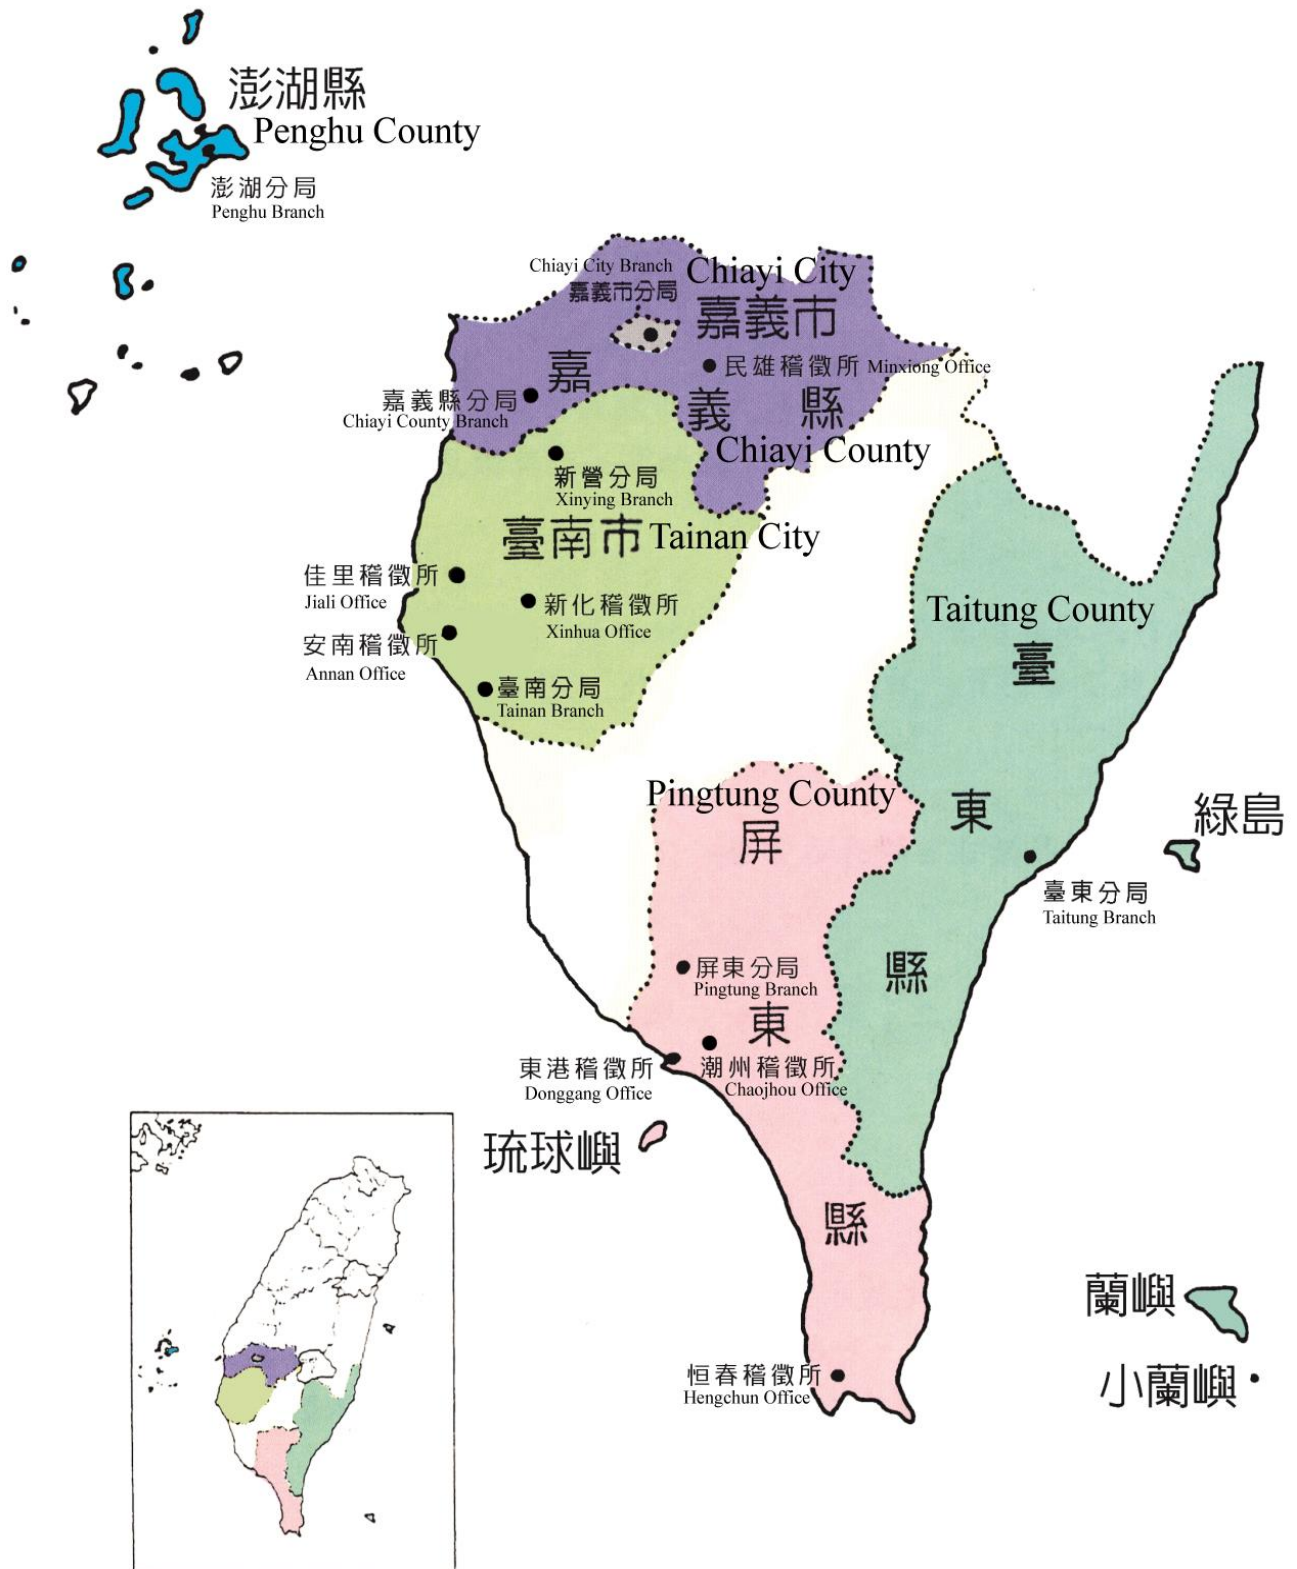 澎湖縣
Penghu County
澎湖分局
Penghu Branch
Chiayi City Branch
嘉義市分局
Chiayi City
嘉義市
民雄稽徵所 Minxiong Office
嘉義縣
嘉義縣分局
Chiayi County Branch
Chiayi County
新營分局
Xinying Branch
臺南市 Tainan City
佳里稽徵所
Jiali Office
新化稽徵所
Xinhua Office
安南稽徵所
Annan Office
臺南分局
Tainan Branch
Taitung County
臺東縣
Pingtung County
屏東縣
綠島
臺東分局
Taitung Branch
屏東分局
Pingtung Branch
東港稽徵所
Donggang Office
潮州稽徵所
Chaojhou Office
琉球嶼
蘭嶼
小蘭嶼
恒春稽徵所
Hengchun Office